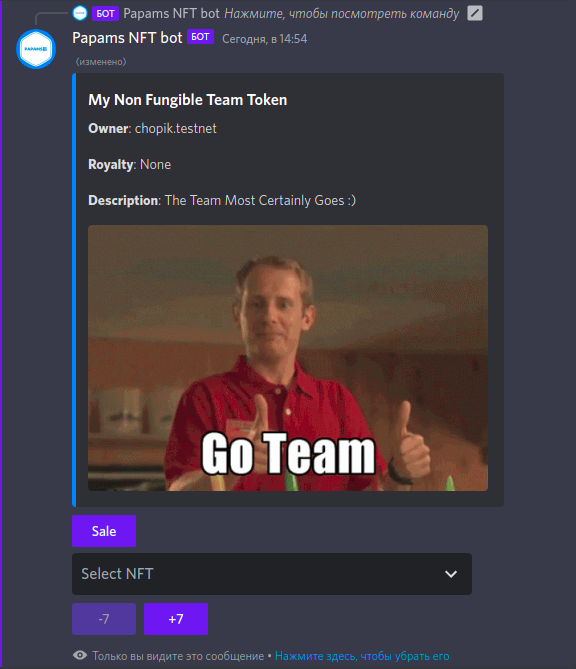 БОТ Papams NFT bot Нажмите, чтобы посмотреть команду
PAPAMS
Papams NFT bot БОТ Сегодня, в 14:54
(изменено)
My Non Fungible Team Token
Owner: chopik.testnet
Royalty: None
Description: The Team Most Certainly Goes :)
Go Team
Sale
Select NFT
-7 +7
Только вы видите это сообщение • Нажмите здесь, чтобы убрать его